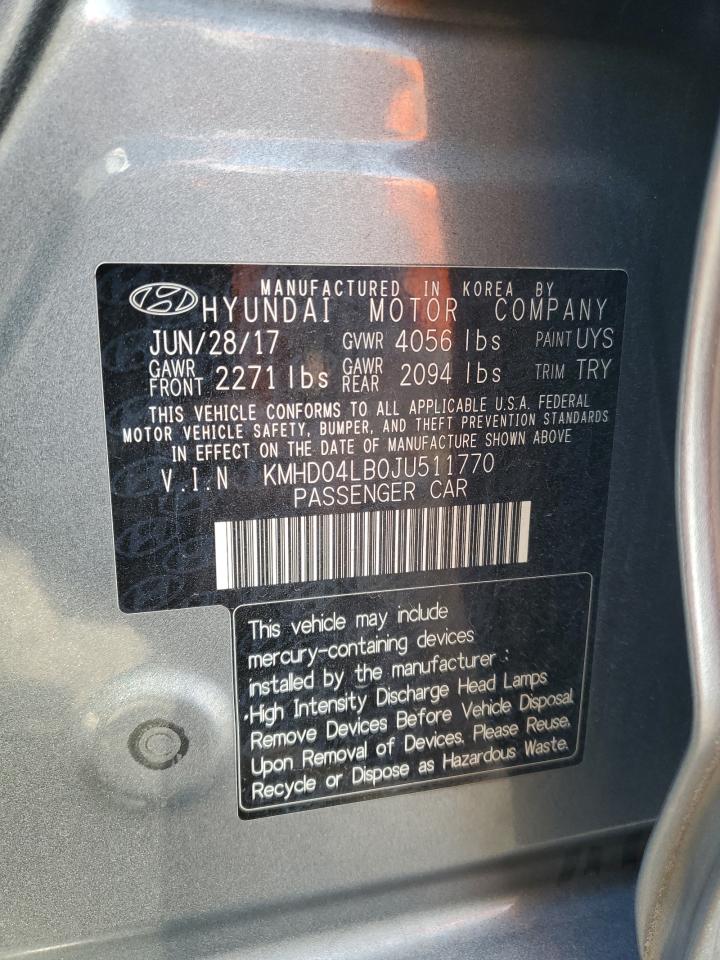 MANUFACTURED IN KOREA BY
HYUNDAI MOTOR COMPANY
JUN/28/17 GVWR 4056 lbs PAINT UYS
GAWR FRONT 2271 lbs GAWR REAR 2094 lbs TRIM TRY
THIS VEHICLE CONFORMS TO ALL APPLICABLE U.S.A. FEDERAL
MOTOR VEHICLE SAFETY, BUMPER, AND THEFT PREVENTION STANDARDS
IN EFFECT ON THE DATE OF MANUFACTURE SHOWN ABOVE
V.I.N KMHD04LB0JU511770
PASSENGER CAR
This vehicle may include
mercury-containing devices
installed by the manufacturer :
·High Intensity Discharge Head Lamps
Remove Devices Before Vehicle Disposal.
Upon Removal of Devices, Please Reuse,
Recycle or Dispose as Hazardous Waste.